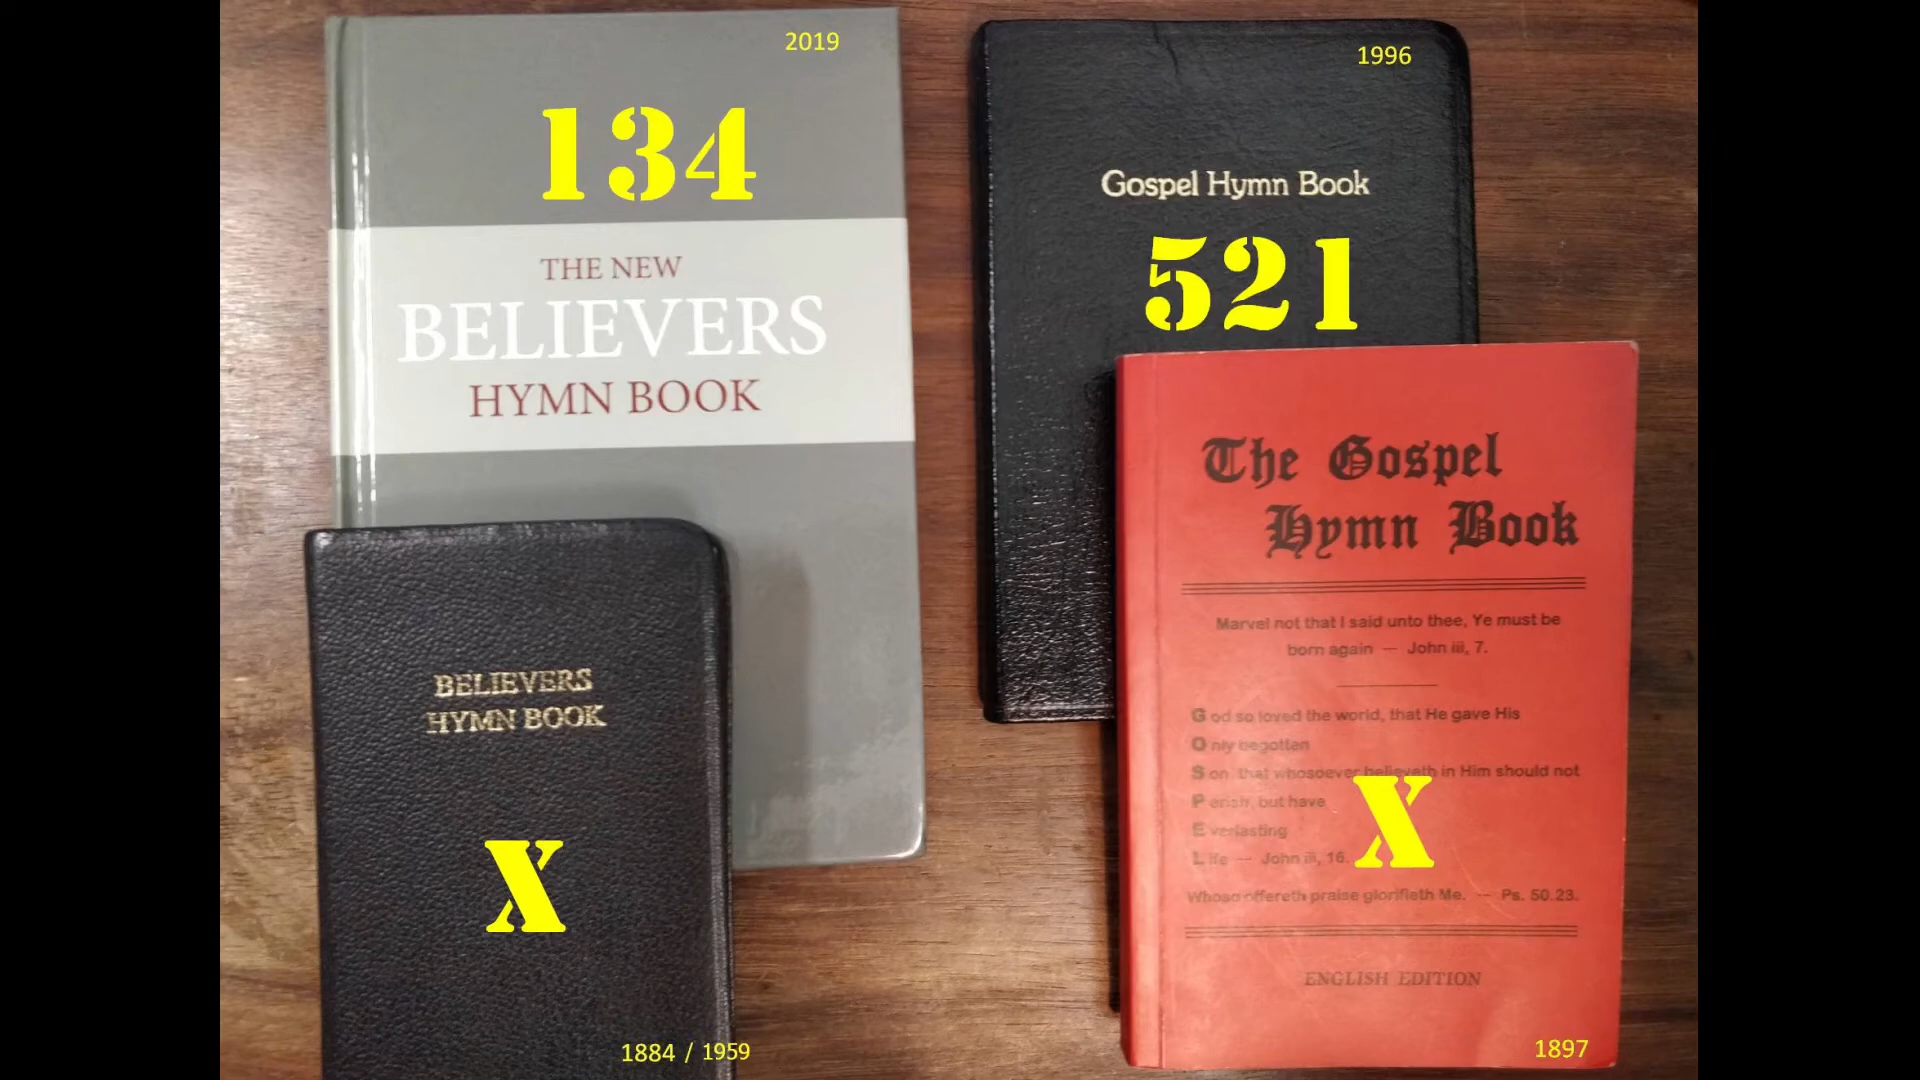 2019
134
THE NEW
BELIEVERS
HYMN BOOK
1996
Gospel Hymn Book
521
BELIEVERS
HYMN BOOK
X
1884 / 1959
The Gospel
Hymn Book
Marvel not that I said unto thee, Ye must be
born again — John iii, 7.
God so loved the world, that He gave His
Only begotten
Son, that whosoever believeth in Him should not
Perish, but have
Everlasting
Life -- John iii, 16.
X
Whoso offereth praise glorifieth Me. -- Ps. 50.23.
ENGLISH EDITION
1897